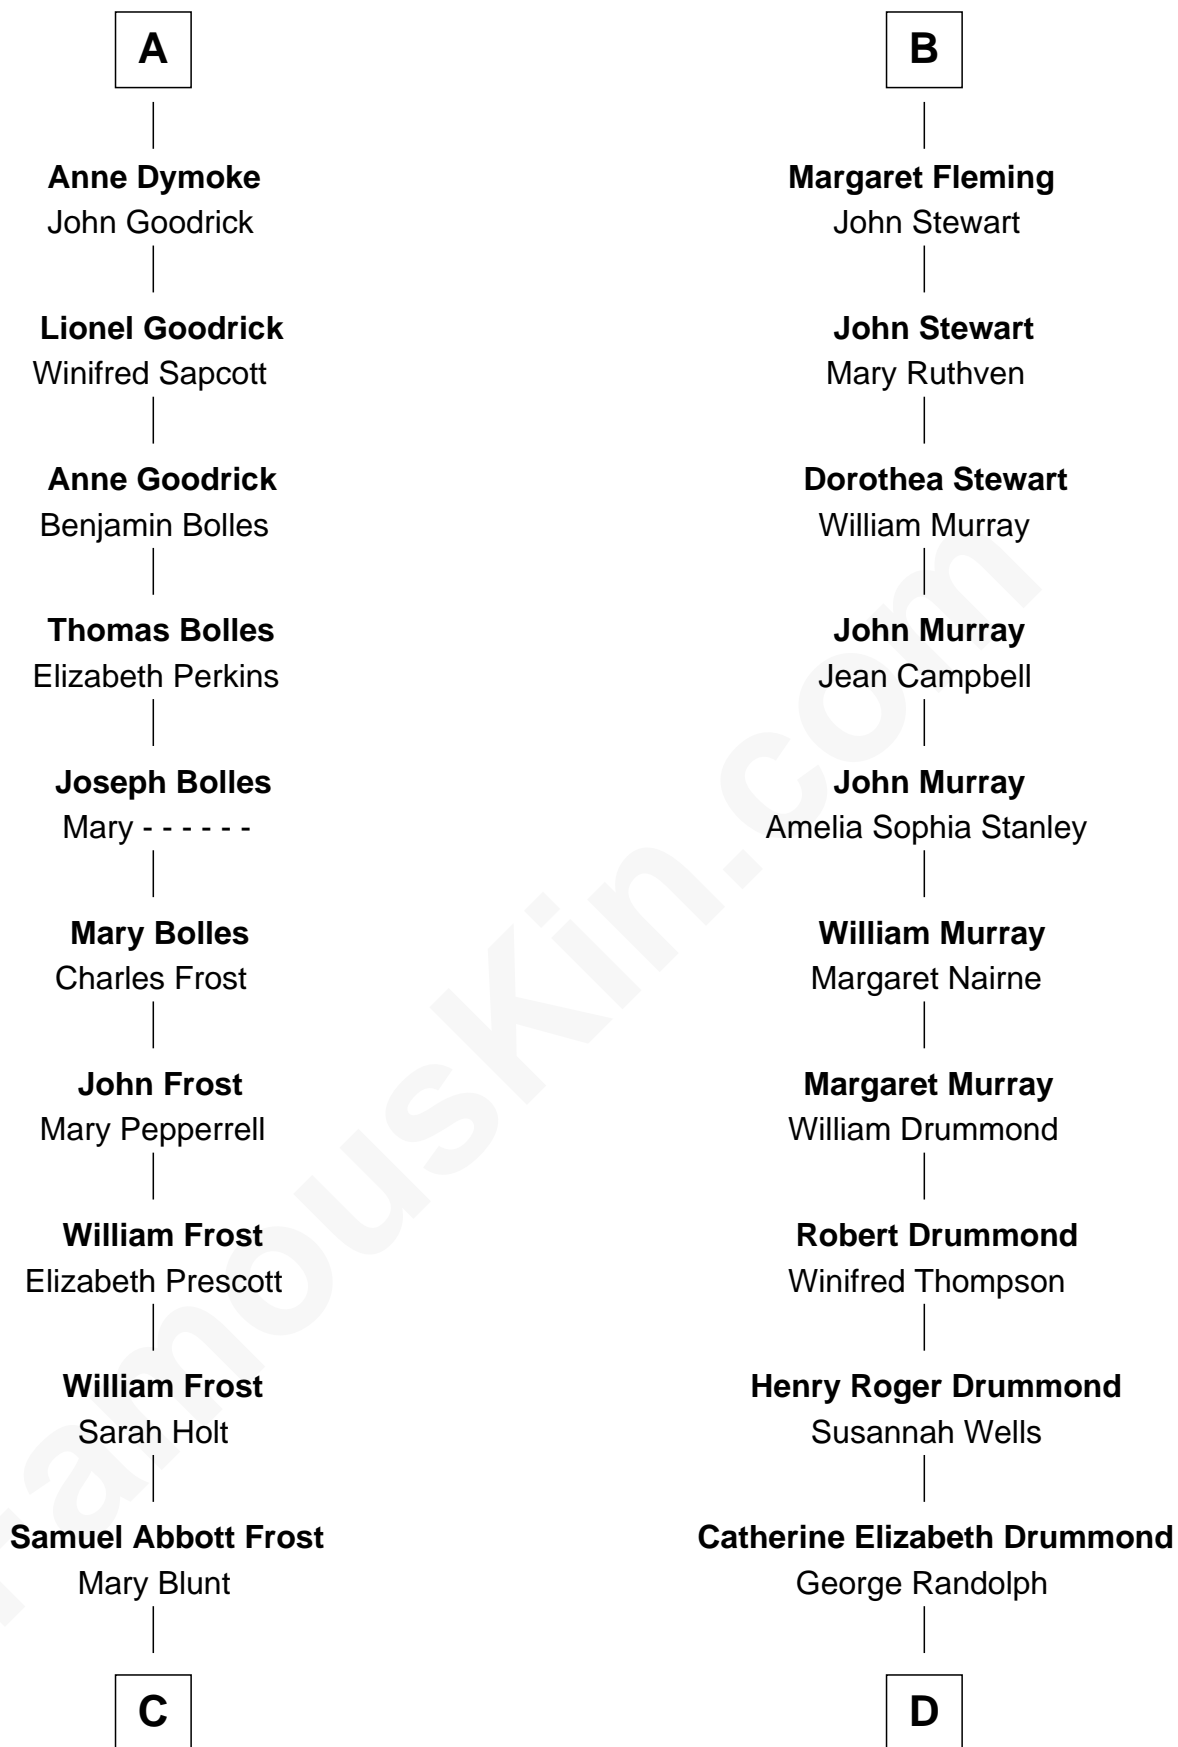 A
Anne Dymoke
John Goodrick
Lionel Goodrick
Winifred Sapcott
Anne Goodrick
Benjamin Bolles
Thomas Bolles
Elizabeth Perkins
Joseph Bolles
Mary - - - - - -
Mary Bolles
Charles Frost
John Frost
Mary Pepperrell
William Frost
Elizabeth Prescott
William Frost
Sarah Holt
Samuel Abbott Frost
Mary Blunt
C
B
Margaret Fleming
John Stewart
John Stewart
Mary Ruthven
Dorothea Stewart
William Murray
John Murray
Jean Campbell
John Murray
Amelia Sophia Stanley
William Murray
Margaret Nairne
Margaret Murray
William Drummond
Robert Drummond
Winifred Thompson
Henry Roger Drummond
Susannah Wells
Catherine Elizabeth Drummond
George Randolph
D
FamousKin.com